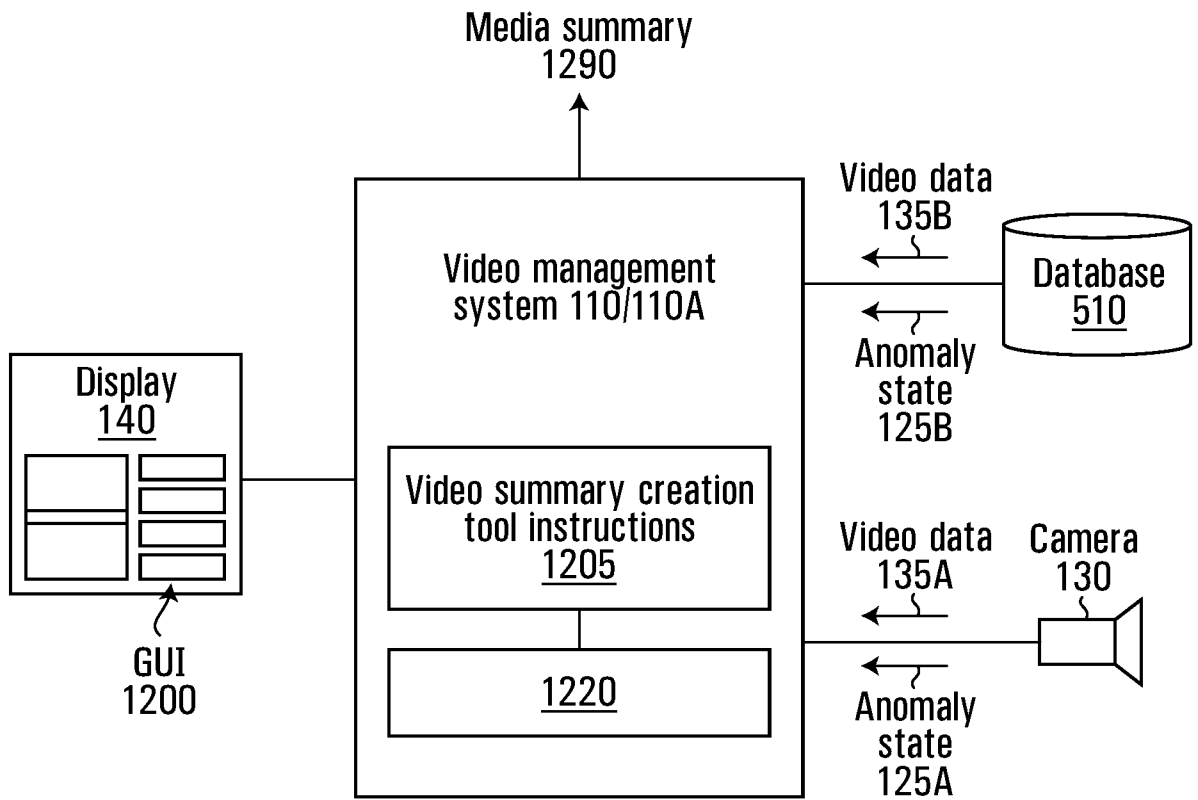 Media summary
1290
Video management
system 110/110A
Video data
135B
Database
510
Anomaly
state
125B
Display
140
GUI
1200
Video summary creation
tool instructions
1205
1220
Video data
135A
Camera
130
Anomaly
state
125A